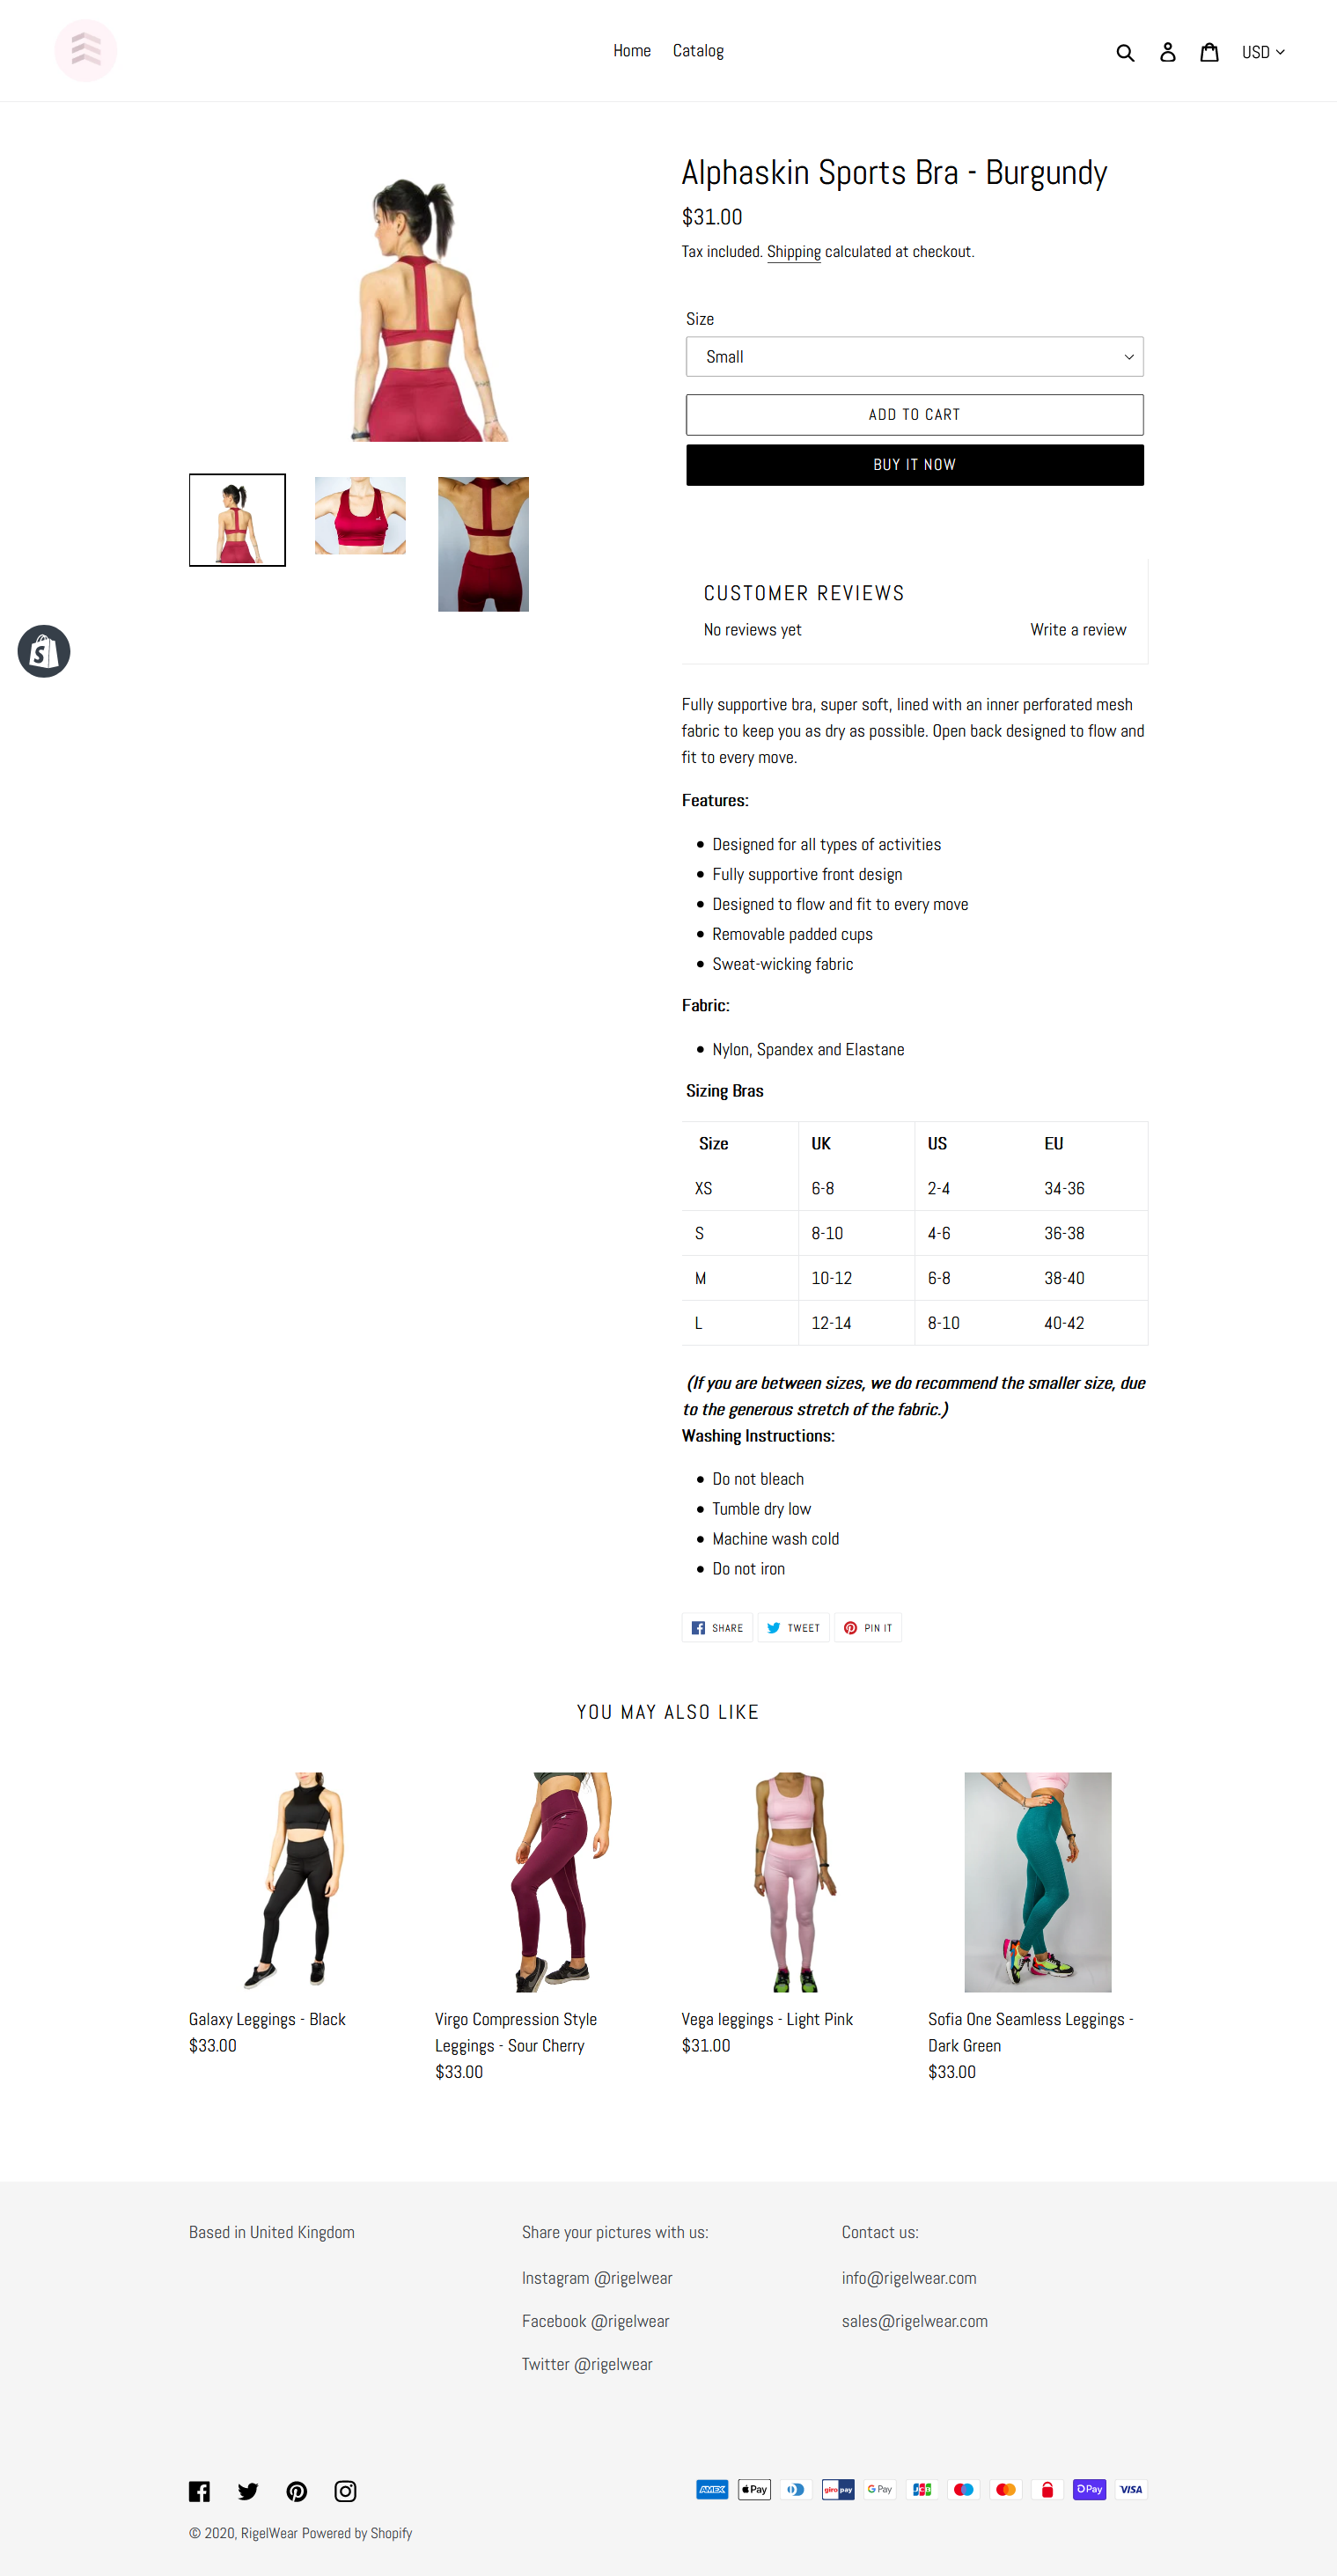 Home Catalog USD
Alphaskin Sports Bra - Burgundy
$31.00
Tax included. Shipping calculated at checkout.
Size
Small
ADD TO CART
BUY IT NOW
CUSTOMER REVIEWS
No reviews yet Write a review
Fully supportive bra, super soft, lined with an inner perforated mesh
fabric to keep you as dry as possible. Open back designed to flow and
fit to every move.
Features:
Designed for all types of activities
Fully supportive front design
Designed to flow and fit to every move
Removable padded cups
Sweat-wicking fabric
Fabric:
Nylon, Spandex and Elastane
Sizing Bras
Size UK US EU
XS 6-8 2-4 34-36
S 8-10 4-6 36-38
M 10-12 6-8 38-40
L 12-14 8-10 40-42
(If you are between sizes, we do recommend the smaller size, due
to the generous stretch of the fabric.)
Washing Instructions:
Do not bleach
Tumble dry low
Machine wash cold
Do not iron
SHARE TWEET PIN IT
YOU MAY ALSO LIKE
Galaxy Leggings - Black
$33.00
Virgo Compression Style
Leggings - Sour Cherry
$33.00
Vega leggings - Light Pink
$31.00
Sofia One Seamless Leggings -
Dark Green
$33.00
Based in United Kingdom
Share your pictures with us:
Instagram @rigelwear
Facebook @rigelwear
Twitter @rigelwear
Contact us:
info@rigelwear.com
sales@rigelwear.com
AMEX Pay giro pay G Pay JCB Pay VISA
© 2020, RigelWear Powered by Shopify